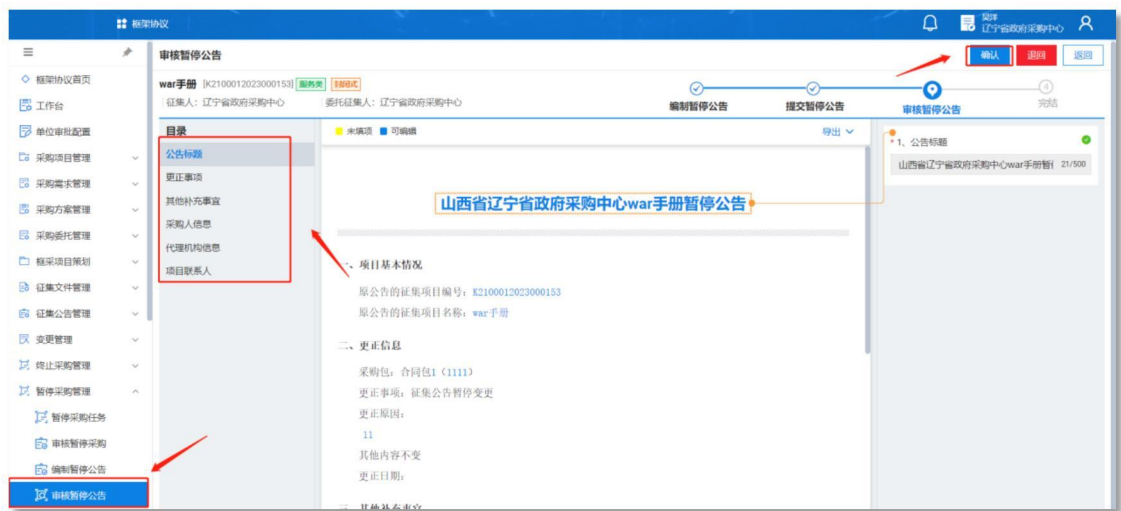 框架协议
昊洋
辽宁省政府采购中心
审核暂停公告
确认
退回
返回
框架协议首页
工作台
单位审批配置
采购项目管理
采购需求管理
采购方案管理
采购委托管理
框采项目策划
征集文件管理
征集公告管理
变更管理
终止采购管理
暂停采购管理
暂停采购任务
审核暂停采购
编制暂停公告
审核暂停公告
war手册 [K2100012023000153] 服务类 封闭式
征集人：辽宁省政府采购中心 委托征集人：辽宁省政府采购中心
编制暂停公告
提交暂停公告
审核暂停公告
4
完结
目录
公告标题
更正事项
其他补充事宜
采购人信息
代理机构信息
项目联系人
未填项 可编辑 导出
山西省辽宁省政府采购中心war手册暂停公告
一、项目基本情况
原公告的征集项目编号：K2100012023000153
原公告的征集项目名称：war手册
二、更正信息
采购包：合同包1（1111）
更正事项：征集公告暂停变更
更正原因：
11
其他内容不变
更正日期：
三、其他补充事宜
* 1、公告标题
山西省辽宁省政府采购中心war手册暂 21/500